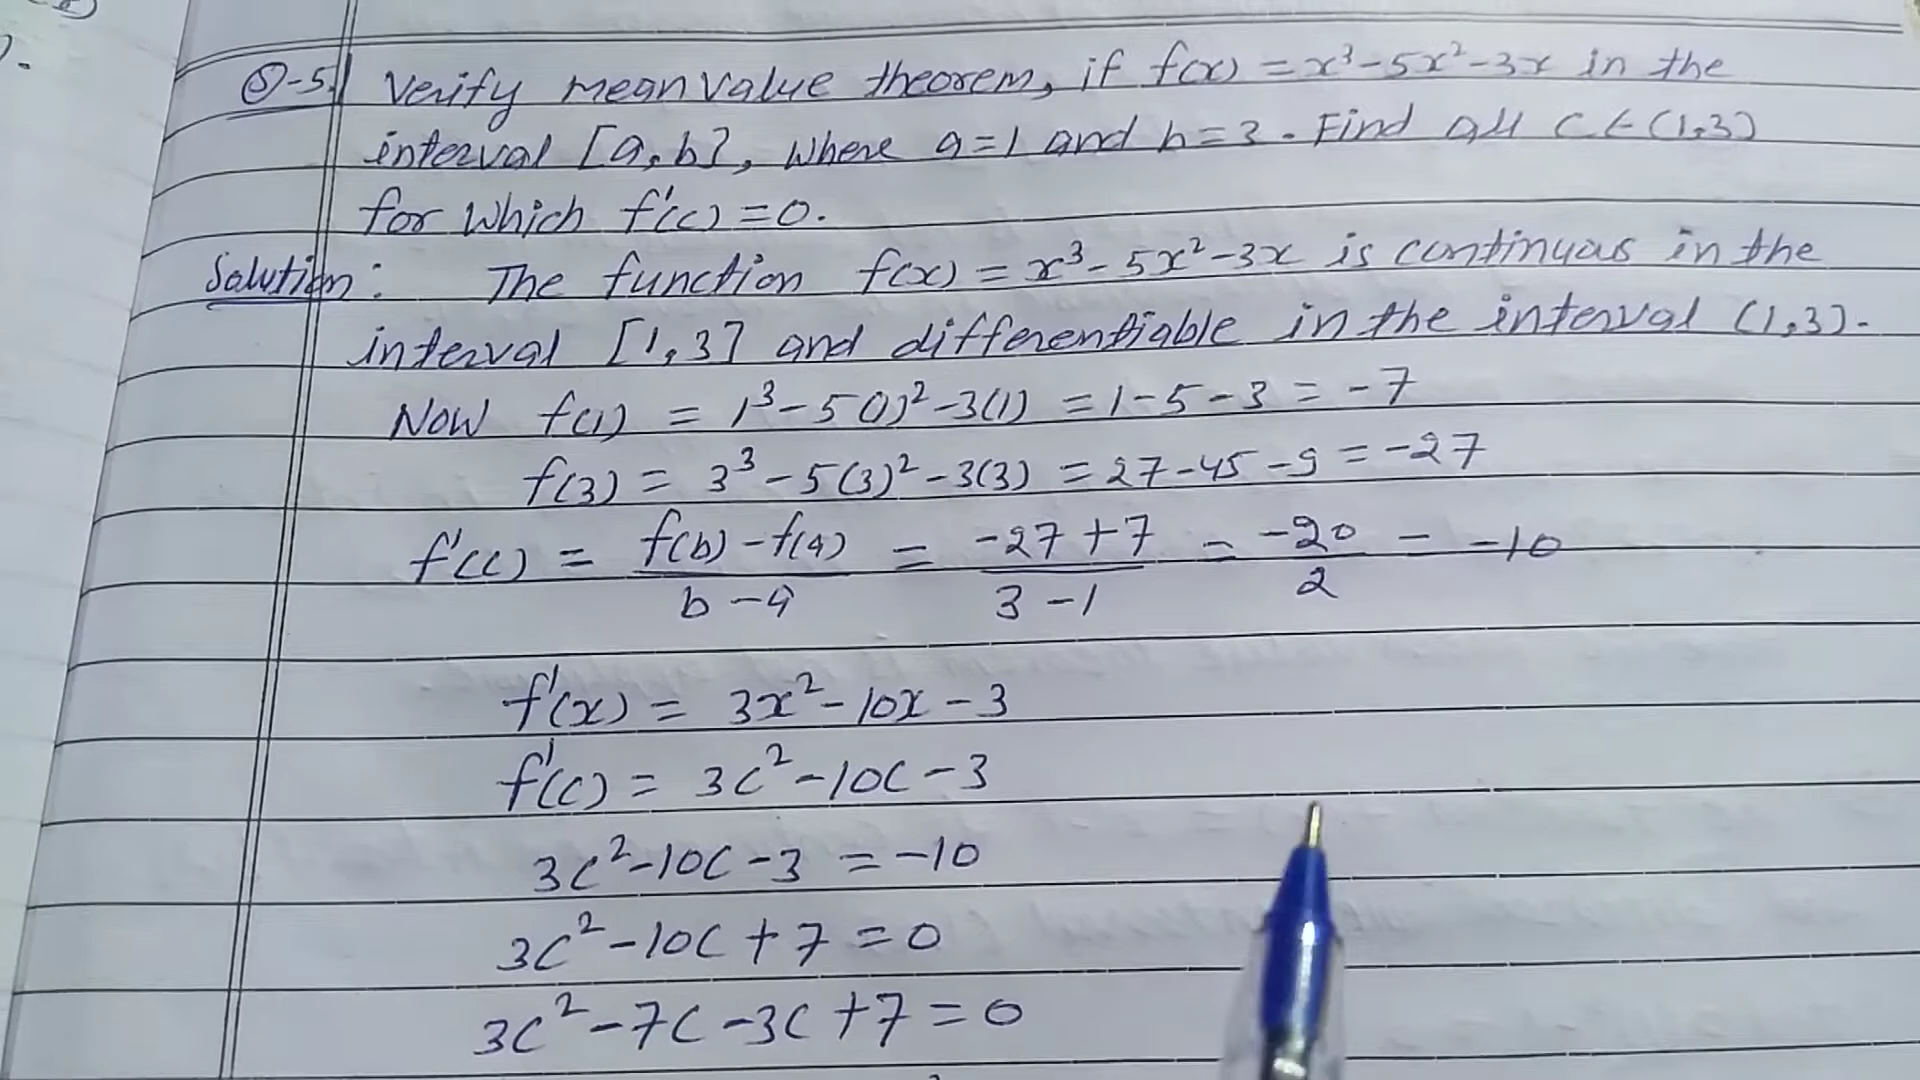 Q-5. Verify mean value theorem, if f(x) = x³-5x²-3x in the
interval [a,b], where a=1 and b=3. Find all c ∈ (1,3)
for which f'(c) = 0.
Solution: The function f(x) = x³-5x²-3x is continuous in the
interval [1,3] and differentiable in the interval (1,3).
Now f(1) = 1³-5(1)²-3(1) = 1-5-3 = -7
f(3) = 3³-5(3)²-3(3) = 27-45-9 = -27
f'(c) = f(b)-f(a) / b-a = -27+7 / 3-1 = -20 / 2 = -10
f'(x) = 3x²-10x-3
f'(c) = 3c²-10c-3
3c²-10c-3 = -10
3c²-10c+7 = 0
3c²-7c-3c+7 = 0